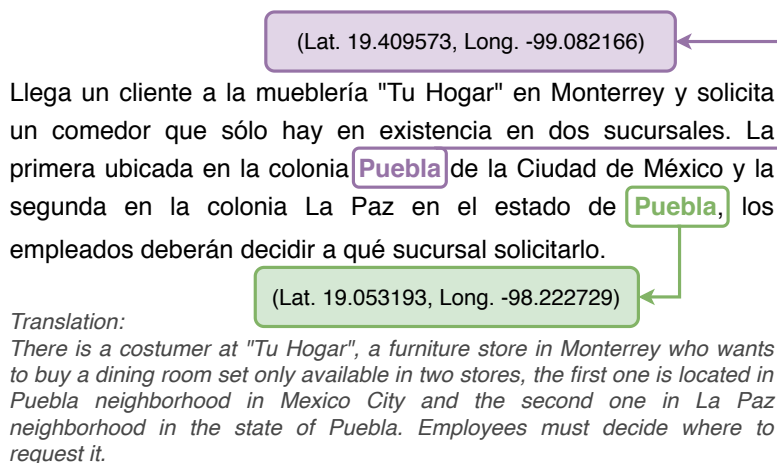 (Lat. 19.409573, Long. -99.082166)
Llega un cliente a la mueblería "Tu Hogar" en Monterrey y solicita
un comedor que sólo hay en existencia en dos sucursales. La
primera ubicada en la colonia Puebla de la Ciudad de México y la
segunda en la colonia La Paz en el estado de Puebla, los
empleados deberán decidir a qué sucursal solicitarlo.
(Lat. 19.053193, Long. -98.222729)
Translation:
There is a costumer at "Tu Hogar", a furniture store in Monterrey who wants
to buy a dining room set only available in two stores, the first one is located in
Puebla neighborhood in Mexico City and the second one in La Paz
neighborhood in the state of Puebla. Employees must decide where to
request it.